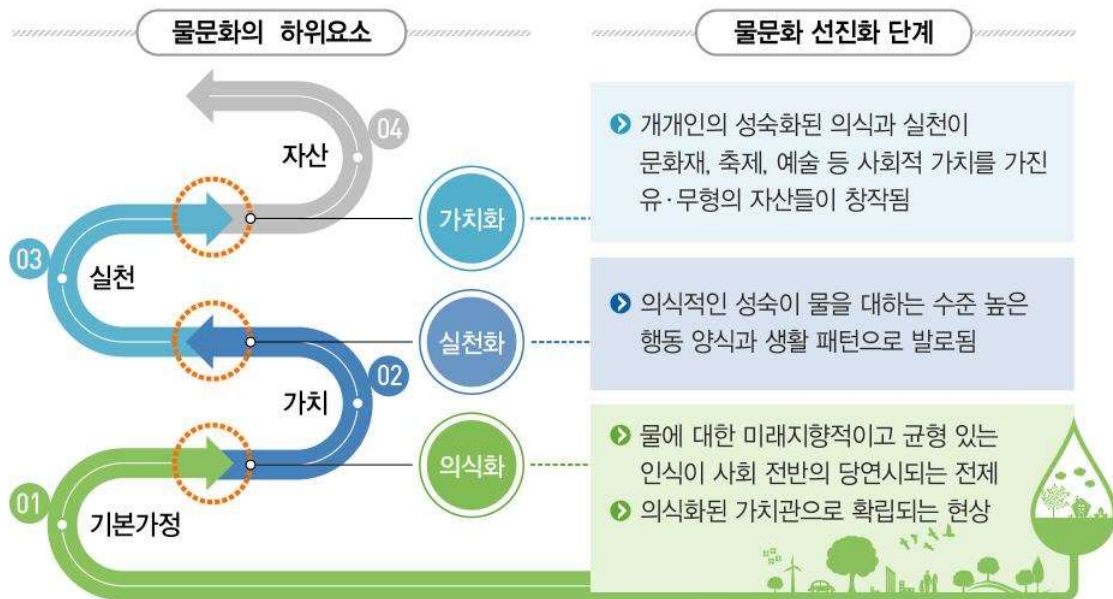 물문화의 하위요소
물문화 선진화 단계
04
자산
가치화
개개인의 성숙화된 의식과 실천이
문화재, 축제, 예술 등 사회적 가치를 가진
유·무형의 자산들이 창작됨
03
실천
실천화
의식적인 성숙이 물을 대하는 수준 높은
행동 양식과 생활 패턴으로 발로됨
02
가치
의식화
물에 대한 미래지향적이고 균형 있는
인식이 사회 전반의 당연시되는 전제
의식화된 가치관으로 확립되는 현상
01
기본가정